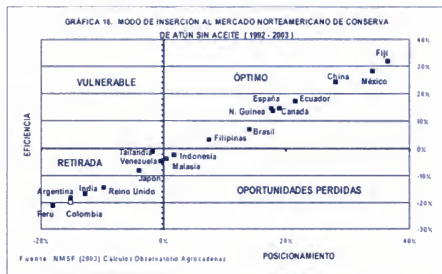 GRÁFICA 16. MODO DE INSERCIÓN AL MERCADO NORTEAMERICANO DE CONSERVA
DE ATÚN SIN ACEITE (1992 - 2003)
40%
Fiji
30%
VULNERABLE
ÓPTIMO
China
México
20%
España
Ecuador
N. Guinea
Canadá
10%
Brasil
Filipinas
EFICIENCIA
0%
RETIRADA
Tailandia
Venezuela
Indonesia
Malasia
Japón
-10%
Argentina
India
Reino Unido
OPORTUNIDADES PERDIDAS
-20%
Perú
Colombia
-30%
-20%
0%
20%
40%
POSICIONAMIENTO
Fuente NMSF (2003) Cálculos Observatorio Agrocadenas